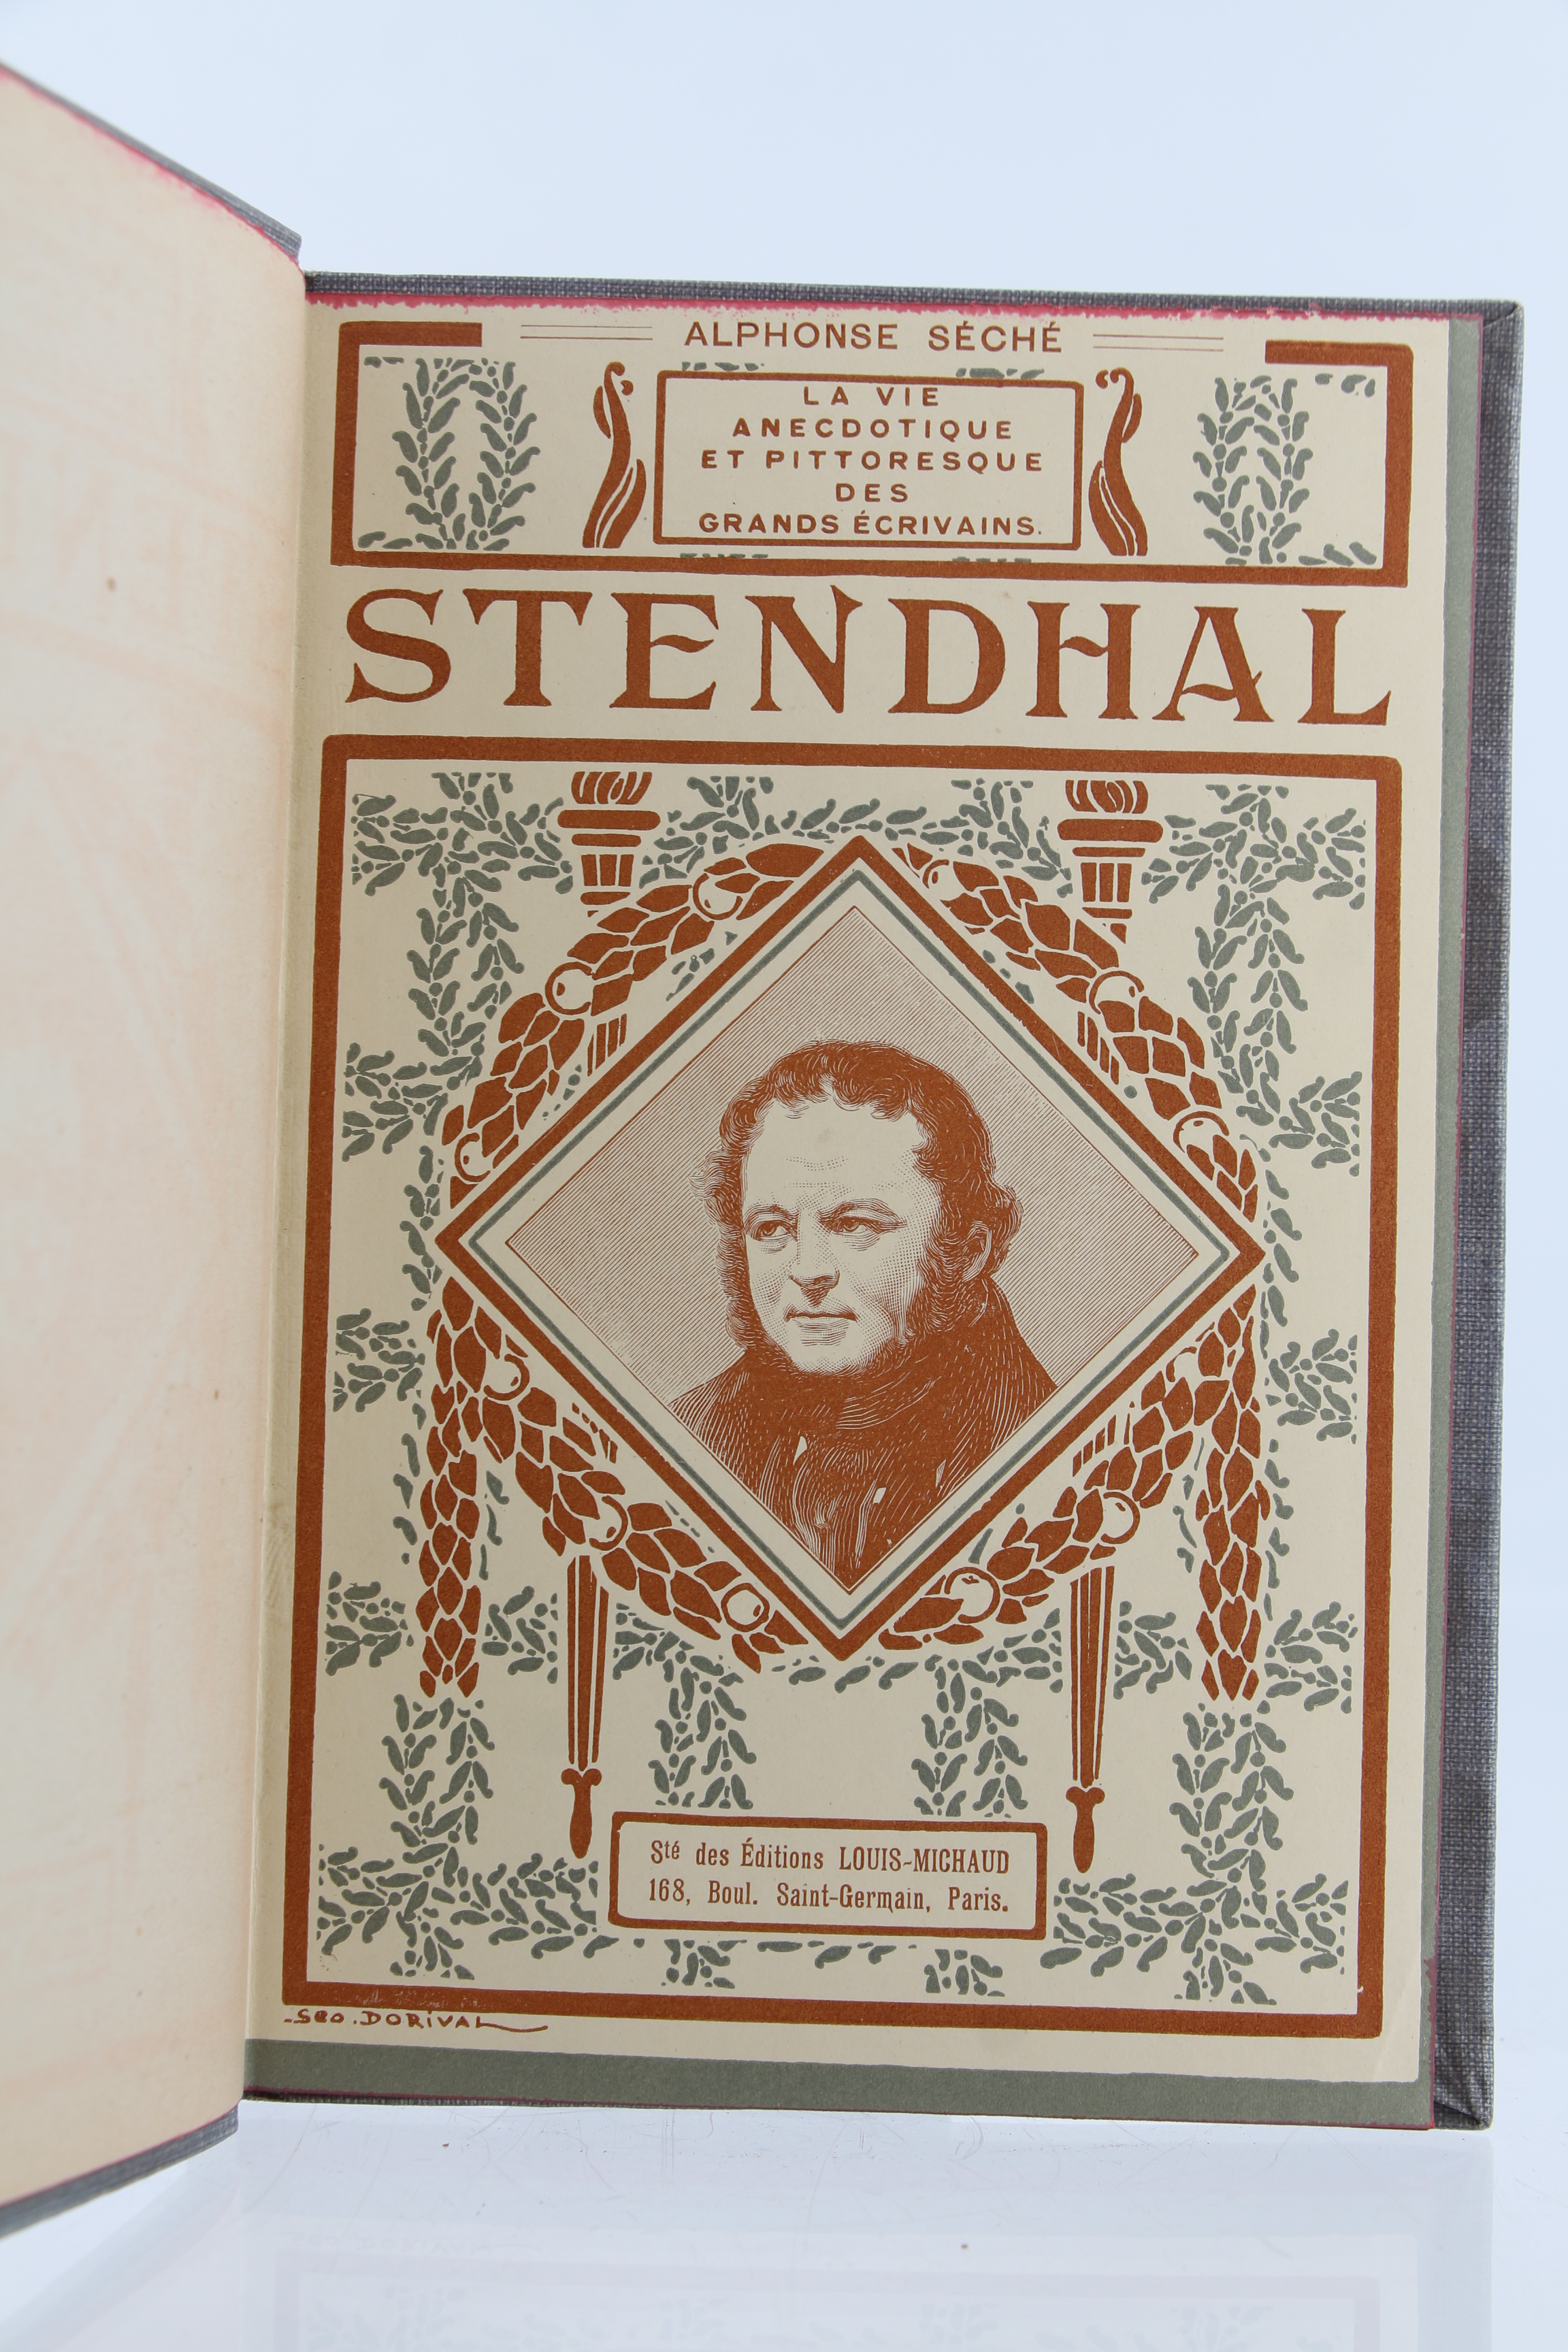 ALPHONSE SÉCHÉ
LA VIE
ANECDOTIQUE
ET PITTORESQUE
DES
GRANDS ÉCRIVAINS.
STENDHAL
Sté des Éditions LOUIS-MICHAUD
168, Boul. Saint-Germain, Paris.
GEO. DORIVAL